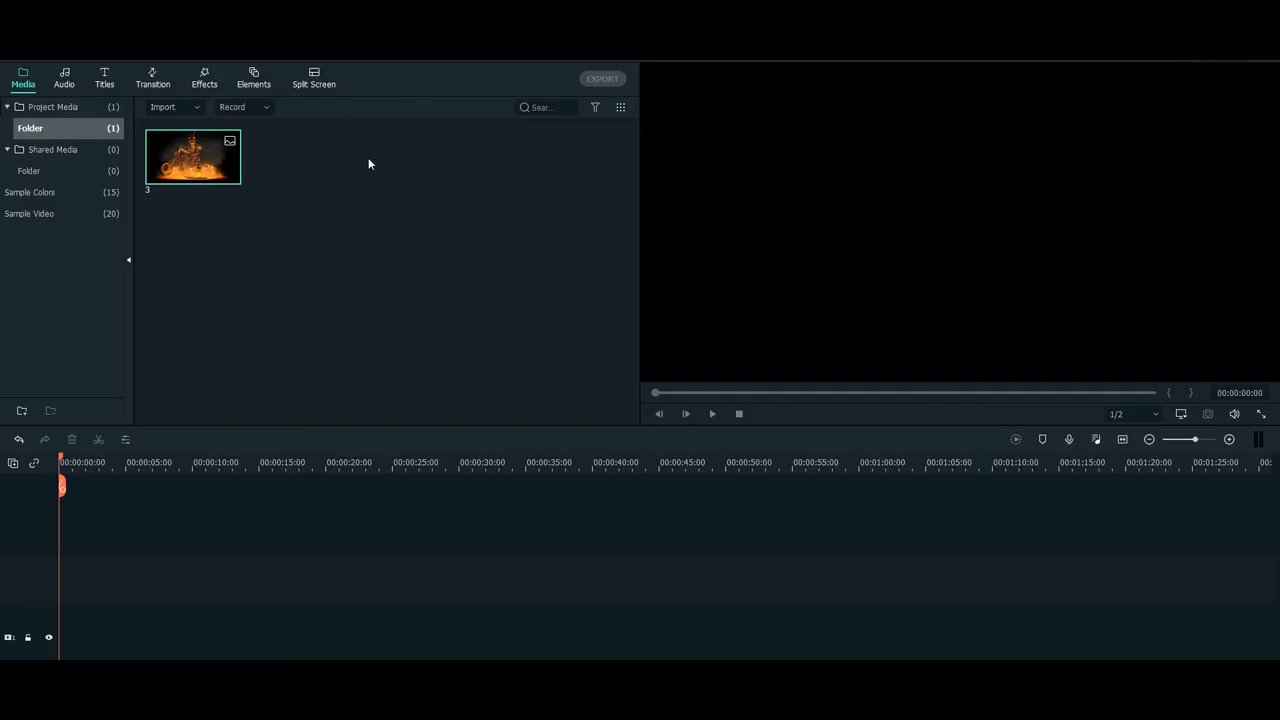 Media Audio Titles Transition Effects Elements Split Screen EXPORT
Project Media (1) Import Record Sear...
Folder (1)
Shared Media (0)
Folder (0)
3
Sample Colors (15)
Sample Video (20)
{ } 00:00:00:00
1/2
00:00:00:00 00:00:05:00 00:00:10:00 00:00:15:00 00:00:20:00 00:00:25:00 00:00:30:00 00:00:35:00 00:00:40:00 00:00:45:00 00:00:50:00 00:00:55:00 00:01:00:00 00:01:05:00 00:01:10:00 00:01:15:00 00:01:20:00 00:01:25:00 00:
1